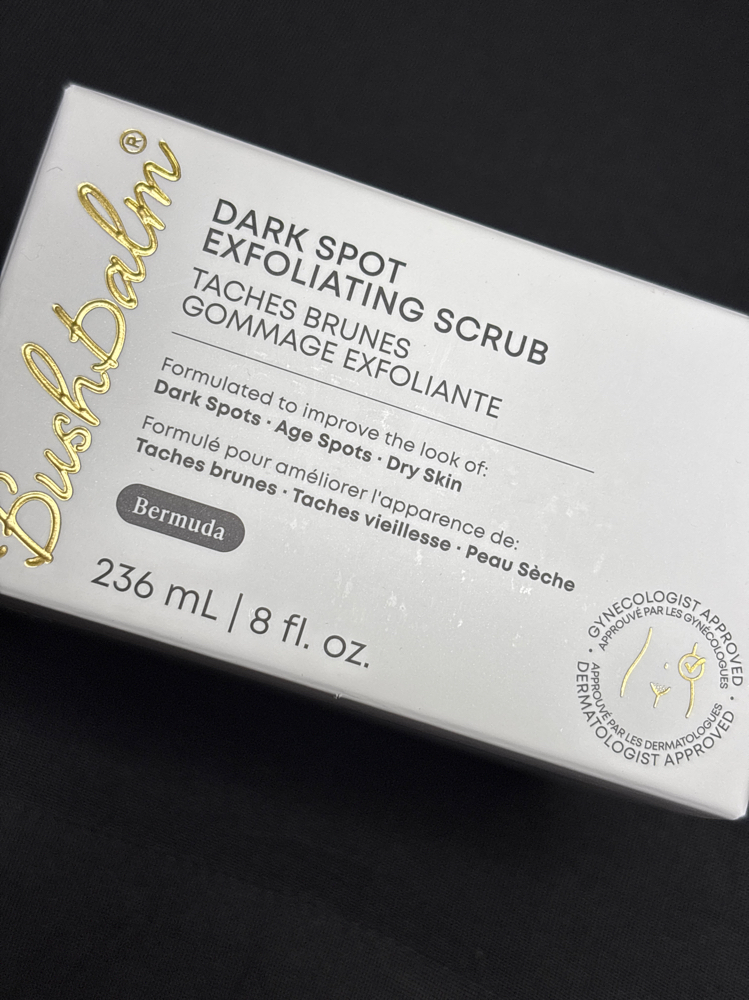 Bushbalm®
DARK SPOT
EXFOLIATING SCRUB
TACHES BRUNES
GOMMAGE EXFOLIANTE
Formulated to improve the look of:
Dark Spots · Age Spots · Dry Skin
Formulé pour améliorer l'apparence de:
Taches brunes · Taches vieillesse · Peau Sèche
Bermuda
236 mL | 8 fl. oz.
• GYNECOLOGIST APPROVED •
APPROUVÉ PAR LES GYNÉCOLOGUES
APPROUVÉ PAR LES DERMATOLOGUES
DERMATOLOGIST APPROVED